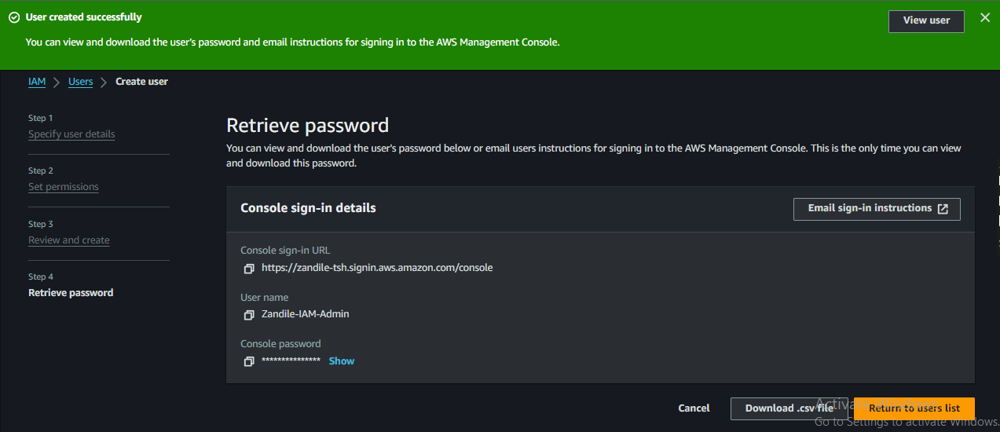 User created successfully
View user
You can view and download the user's password and email instructions for signing in to the AWS Management Console.
IAM > Users > Create user
Step 1
Specify user details
Step 2
Set permissions
Step 3
Review and create
Step 4
Retrieve password
Retrieve password
You can view and download the user's password below or email users instructions for signing in to the AWS Management Console. This is the only time you can view
and download this password.
Console sign-in details
Email sign-in instructions
Console sign-in URL
https://zandile-tsh.signin.aws.amazon.com/console
User name
Zandile-IAM-Admin
Console password
*************** Show
Cancel
Download .csv file
Return to users list
Activate Windows
Go to Settings to activate Windows.